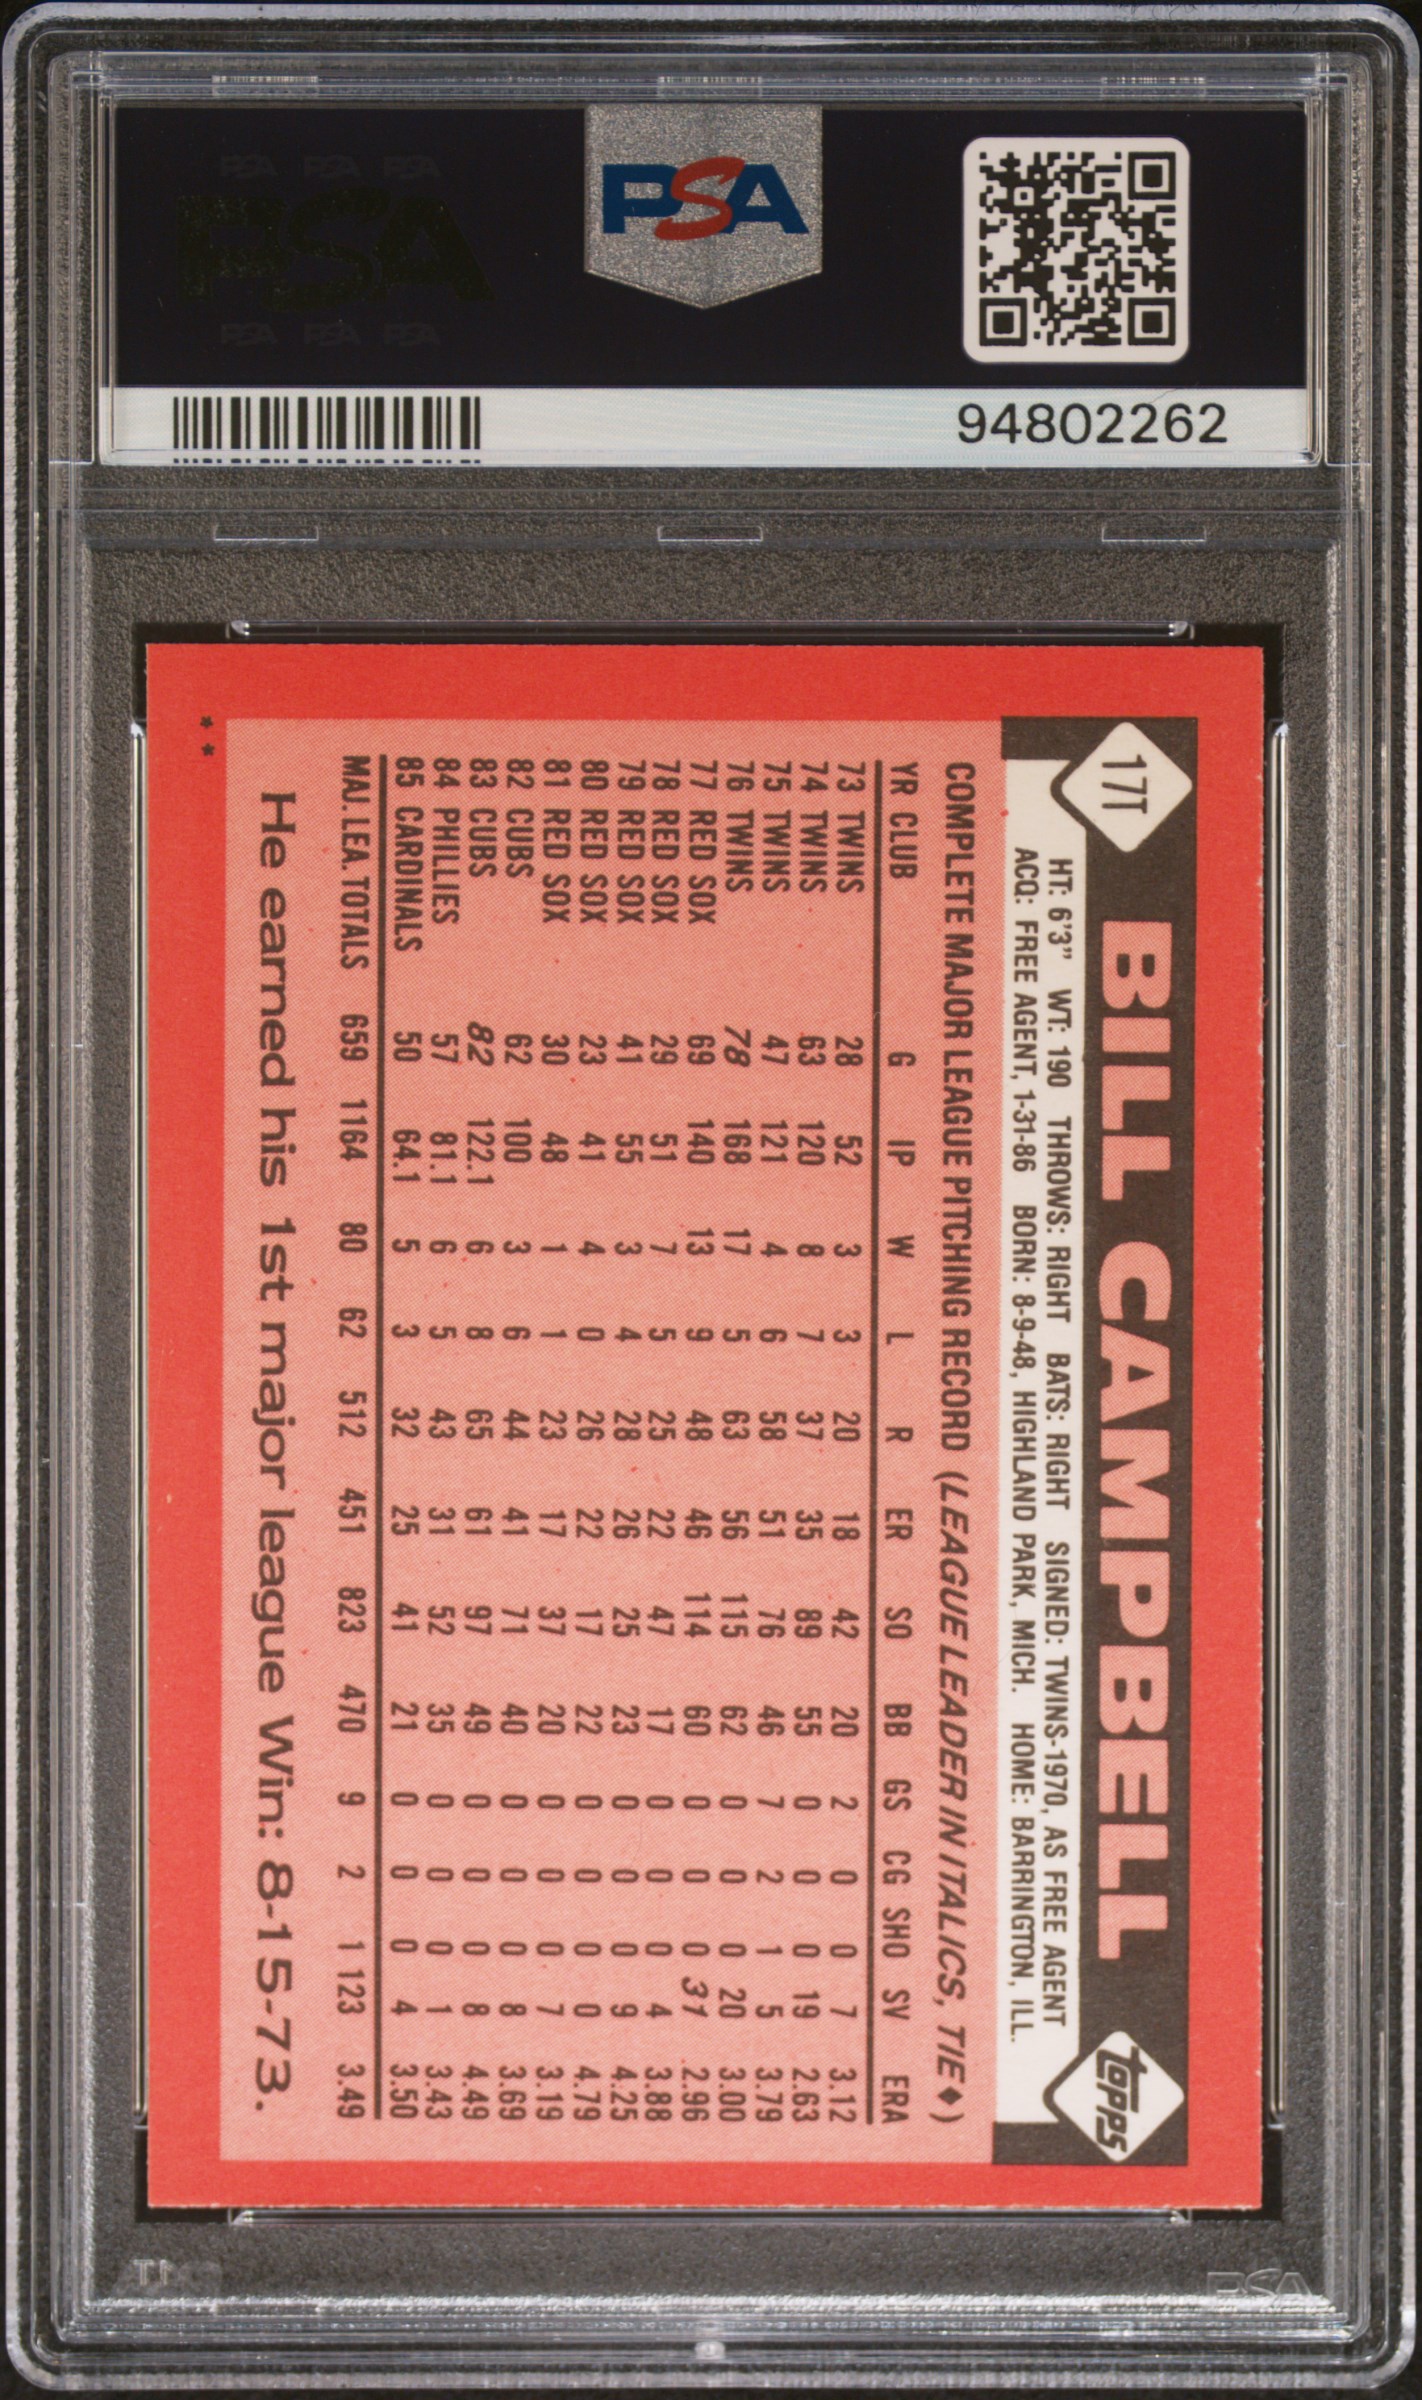 PSA
PSA PSA PSA
PSA
PSA PSA PSA
94802262
17T
BILL CAMPBELL
topps
HT: 6'3" WT: 190 THROWS: RIGHT BATS: RIGHT SIGNED: TWINS-1970, AS FREE AGENT
ACQ: FREE AGENT, 1-31-86 BORN: 8-9-48, HIGHLAND PARK, MICH. HOME: BARRINGTON, ILL.
COMPLETE MAJOR LEAGUE PITCHING RECORD (LEAGUE LEADER IN ITALICS, TIE♦)
YR CLUB G IP W L R ER SO BB GS CG SHO SV ERA
73 TWINS 28 52 3 3 20 18 42 20 2 0 0 7 3.12
74 TWINS 63 120 8 7 37 35 89 55 0 0 0 19 2.63
75 TWINS 47 121 4 6 58 51 76 46 7 2 1 5 3.79
76 TWINS 78 168 17 5 63 56 115 62 0 0 0 20 3.00
77 RED SOX 69 140 13 9 48 46 114 60 0 0 0 31 2.96
78 RED SOX 29 51 7 5 25 22 47 17 0 0 0 4 3.88
79 RED SOX 41 55 3 4 28 26 25 23 0 0 0 9 4.25
80 RED SOX 23 41 4 0 26 22 17 22 0 0 0 0 4.79
81 RED SOX 30 48 1 1 23 17 37 20 0 0 0 7 3.19
82 CUBS 62 100 3 6 44 41 71 40 0 0 0 8 3.69
83 CUBS 82 122.1 6 8 65 61 97 49 0 0 0 8 4.49
84 PHILLIES 57 81.1 6 5 43 31 52 35 0 0 0 1 3.43
85 CARDINALS 50 64.1 5 3 32 25 41 21 0 0 0 4 3.50
MAJ. LEA. TOTALS 659 1164 80 62 512 451 823 470 9 2 1 123 3.49
He earned his 1st major league Win: 8-15-73.
**
PSA